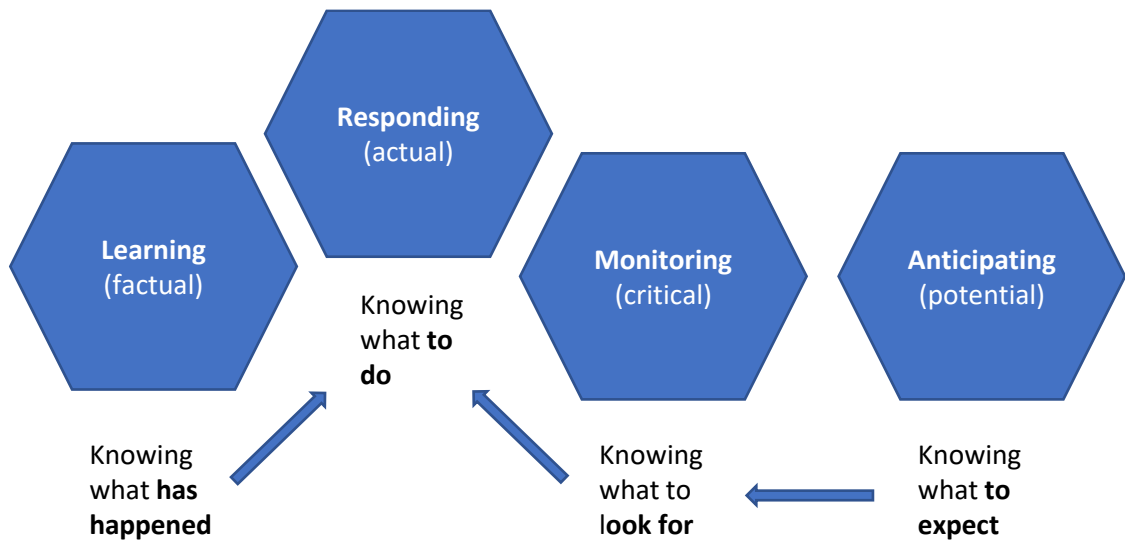 Responding
(actual)
Learning
(factual)
Monitoring
(critical)
Anticipating
(potential)
Knowing
what to
do
Knowing
what has
happened
Knowing
what to
look for
Knowing
what to
expect